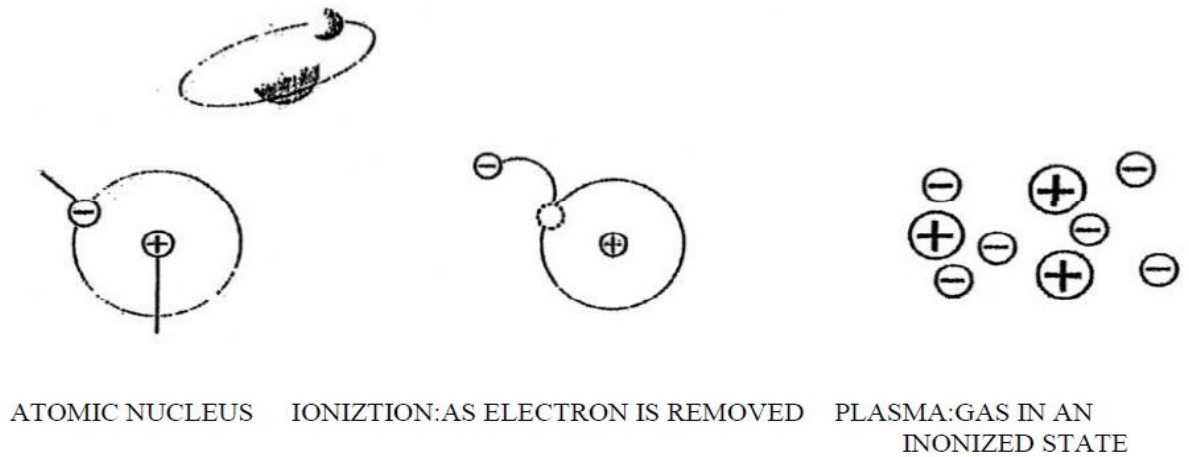 ATOMIC NUCLEUS IONIZTION:AS ELECTRON IS REMOVED PLASMA:GAS IN AN
INONIZED STATE